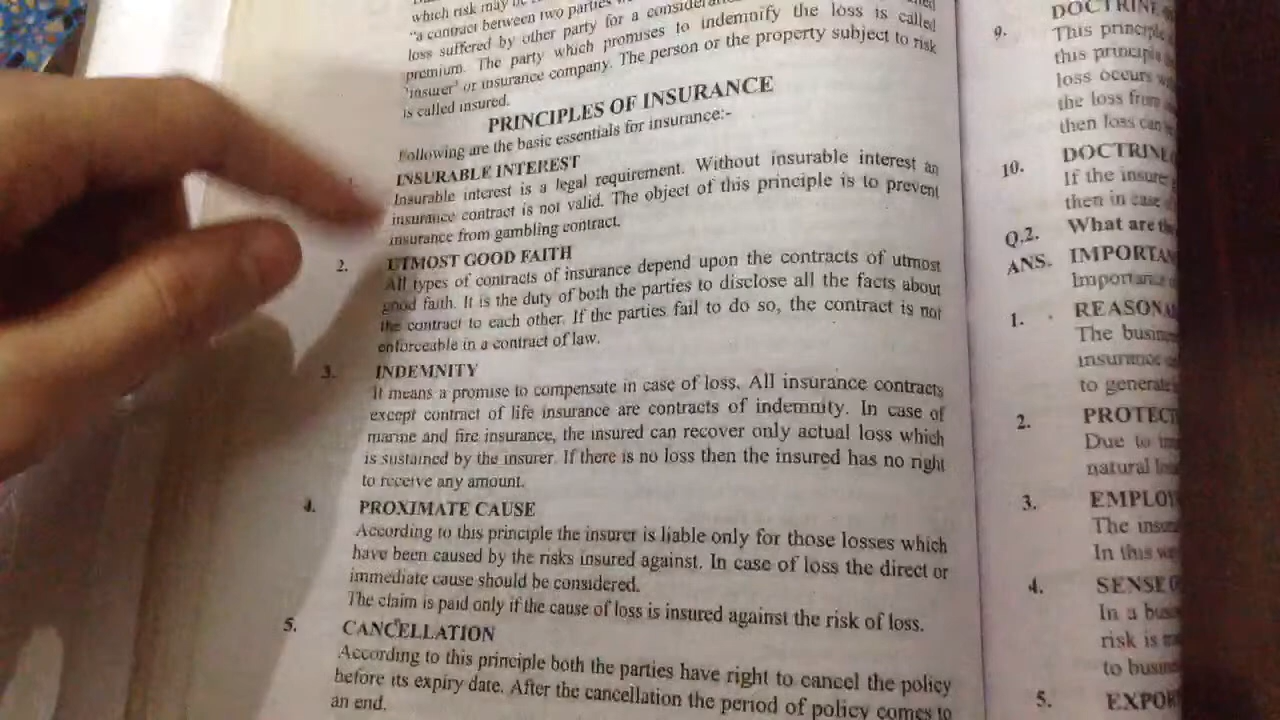 which risk may be
"a contract between two parties
loss suffered by other party for a
premium. The party which promises to indemnify the loss is called
'insurer' or insurance company. The person or the property subject to risk
is called insured.
PRINCIPLES OF INSURANCE
Following are the basic essentials for insurance:-
INSURABLE INTEREST
Insurable interest is a legal requirement. Without insurable interest an
insurance contract is not valid. The object of this principle is to prevent
insurance from gambling contract.
2. UTMOST GOOD FAITH
All types of contracts of insurance depend upon the contracts of utmost
good faith. It is the duty of both the parties to disclose all the facts about
the contract to each other. If the parties fail to do so, the contract is not
enforceable in a contract of law.
3. INDEMNITY
It means a promise to compensate in case of loss. All insurance contracts
except contract of life insurance are contracts of indemnity. In case of
marine and fire insurance, the insured can recover only actual loss which
is sustained by the insurer. If there is no loss then the insured has no right
to receive any amount.
4. PROXIMATE CAUSE
According to this principle the insurer is liable only for those losses which
have been caused by the risks insured against. In case of loss the direct or
immediate cause should be considered.
The claim is paid only if the cause of loss is insured against the risk of loss.
5. CANCELLATION
According to this principle both the parties have right to cancel the policy
before its expiry date. After the cancellation the period of policy comes to
an end.
9. DOCTRINE
This principle
this principle
loss occurs
the loss from
then loss can
10. DOCTRINE
If the insure
then in case
Q.2. What are the
ANS. IMPORTAN
Importance
1. REASONA
The busin
insurance
to generate
2. PROTECT
Due to
natural
3. EMPLOY
The insu
In this
4. SENSE
In a bus
risk is
to busin
5. EXPOR